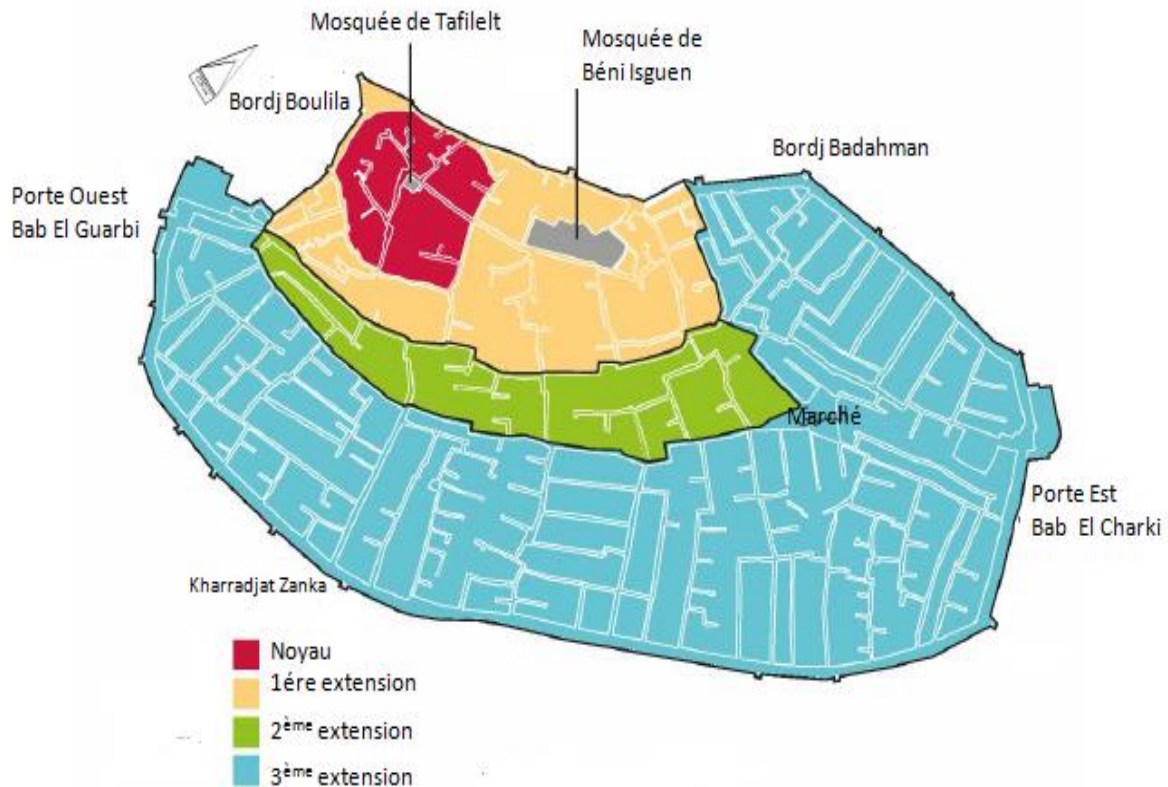 Mosquée de Tafilelt
Mosquée de
Béni Isguen
Bordj Boulila
Bordj Badahman
Porte Ouest
Bab El Guarbi
Marché
Porte Est
Bab El Charki
Kharradjat Zanka
Noyau
1ére extension
2ème extension
3ème extension